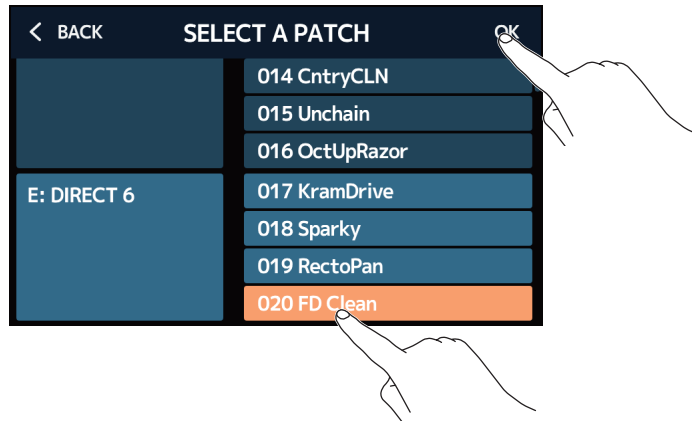 BACK SELECT A PATCH OK
014 CntryCLN
015 Unchain
016 OctUpRazor
E: DIRECT 6 017 KramDrive
018 Sparky
019 RectoPan
020 FD Clean